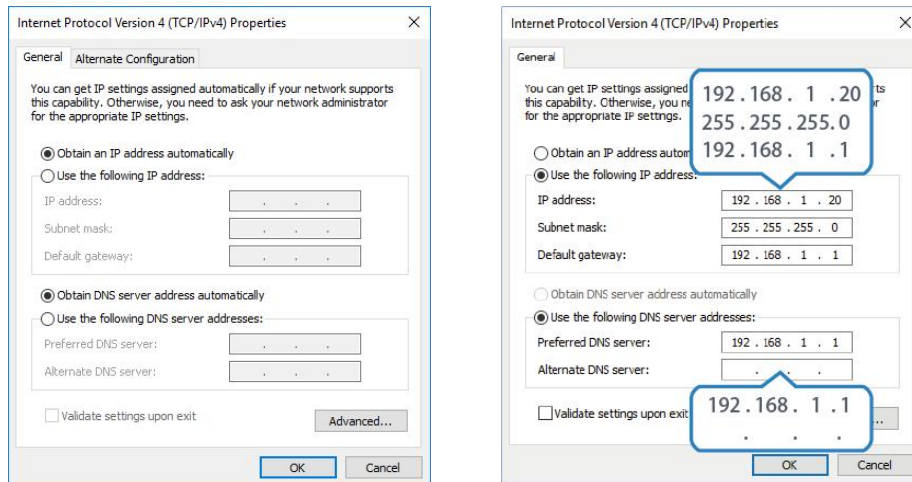 Internet Protocol Version 4 (TCP/IPv4) Properties
General Alternate Configuration
You can get IP settings assigned automatically if your network supports
this capability. Otherwise, you need to ask your network administrator
for the appropriate IP settings.
Obtain an IP address automatically
Use the following IP address:
IP address: . . .
Subnet mask: . . .
Default gateway: . . .
Obtain DNS server address automatically
Use the following DNS server addresses:
Preferred DNS server: . . .
Alternate DNS server: . . .
Validate settings upon exit
Advanced...
OK Cancel
Internet Protocol Version 4 (TCP/IPv4) Properties
General
You can get IP settings assigned
this capability. Otherwise, you
for the appropriate IP settings.
192.168. 1 .20
255.255.255.0
192.168. 1 .1
Obtain an IP address
Use the following IP address:
IP address: 192 . 168 . 1 . 20
Subnet mask: 255 . 255 . 255 . 0
Default gateway: 192 . 168 . 1 . 1
Obtain DNS server address automatically
Use the following DNS server addresses:
Preferred DNS server: 192 . 168 . 1 . 1
Alternate DNS server: . . .
Validate settings upon exit
192.168. 1 .1
. . .
OK Cancel